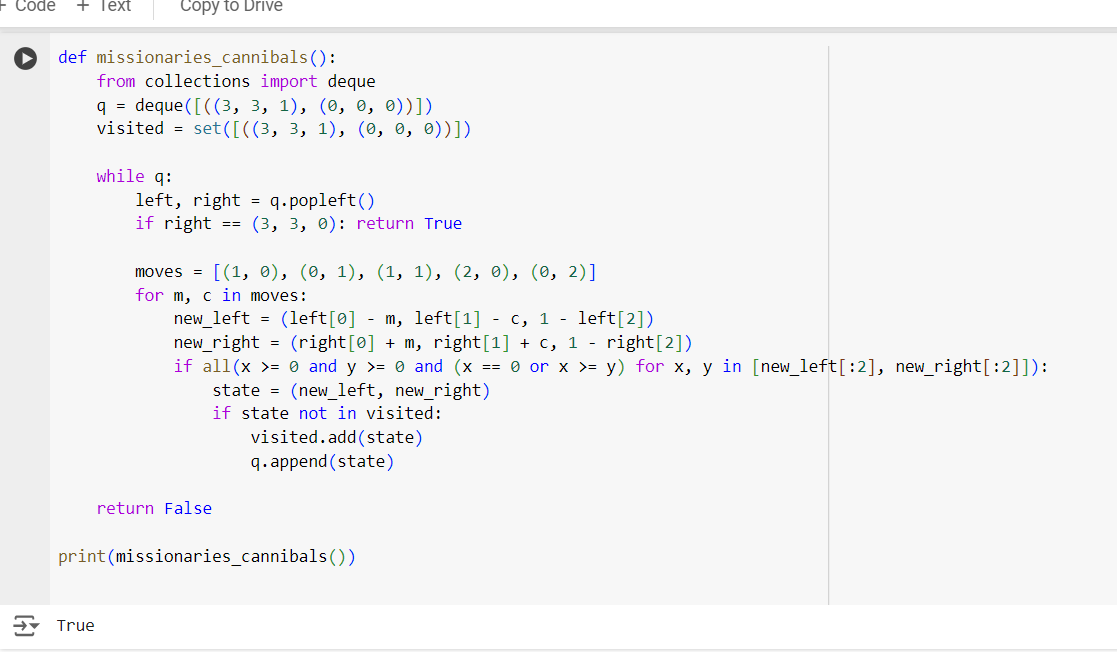 + Code + Text Copy to Drive
def missionaries_cannibals():
    from collections import deque
    q = deque([((3, 3, 1), (0, 0, 0))])
    visited = set([((3, 3, 1), (0, 0, 0))])
    while q:
        left, right = q.popleft()
        if right == (3, 3, 0): return True
        moves = [(1, 0), (0, 1), (1, 1), (2, 0), (0, 2)]
        for m, c in moves:
            new_left = (left[0] - m, left[1] - c, 1 - left[2])
            new_right = (right[0] + m, right[1] + c, 1 - right[2])
            if all(x >= 0 and y >= 0 and (x == 0 or x >= y) for x, y in [new_left[:2], new_right[:2]]):
                state = (new_left, new_right)
                if state not in visited:
                    visited.add(state)
                    q.append(state)
    return False
print(missionaries_cannibals())
True